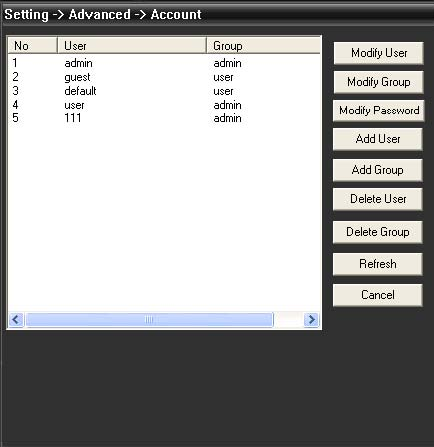 Setting -> Advanced -> Account
No User Group
1 admin admin
2 guest user
3 default user
4 user admin
5 111 admin
Modify User
Modify Group
Modify Password
Add User
Add Group
Delete User
Delete Group
Refresh
Cancel